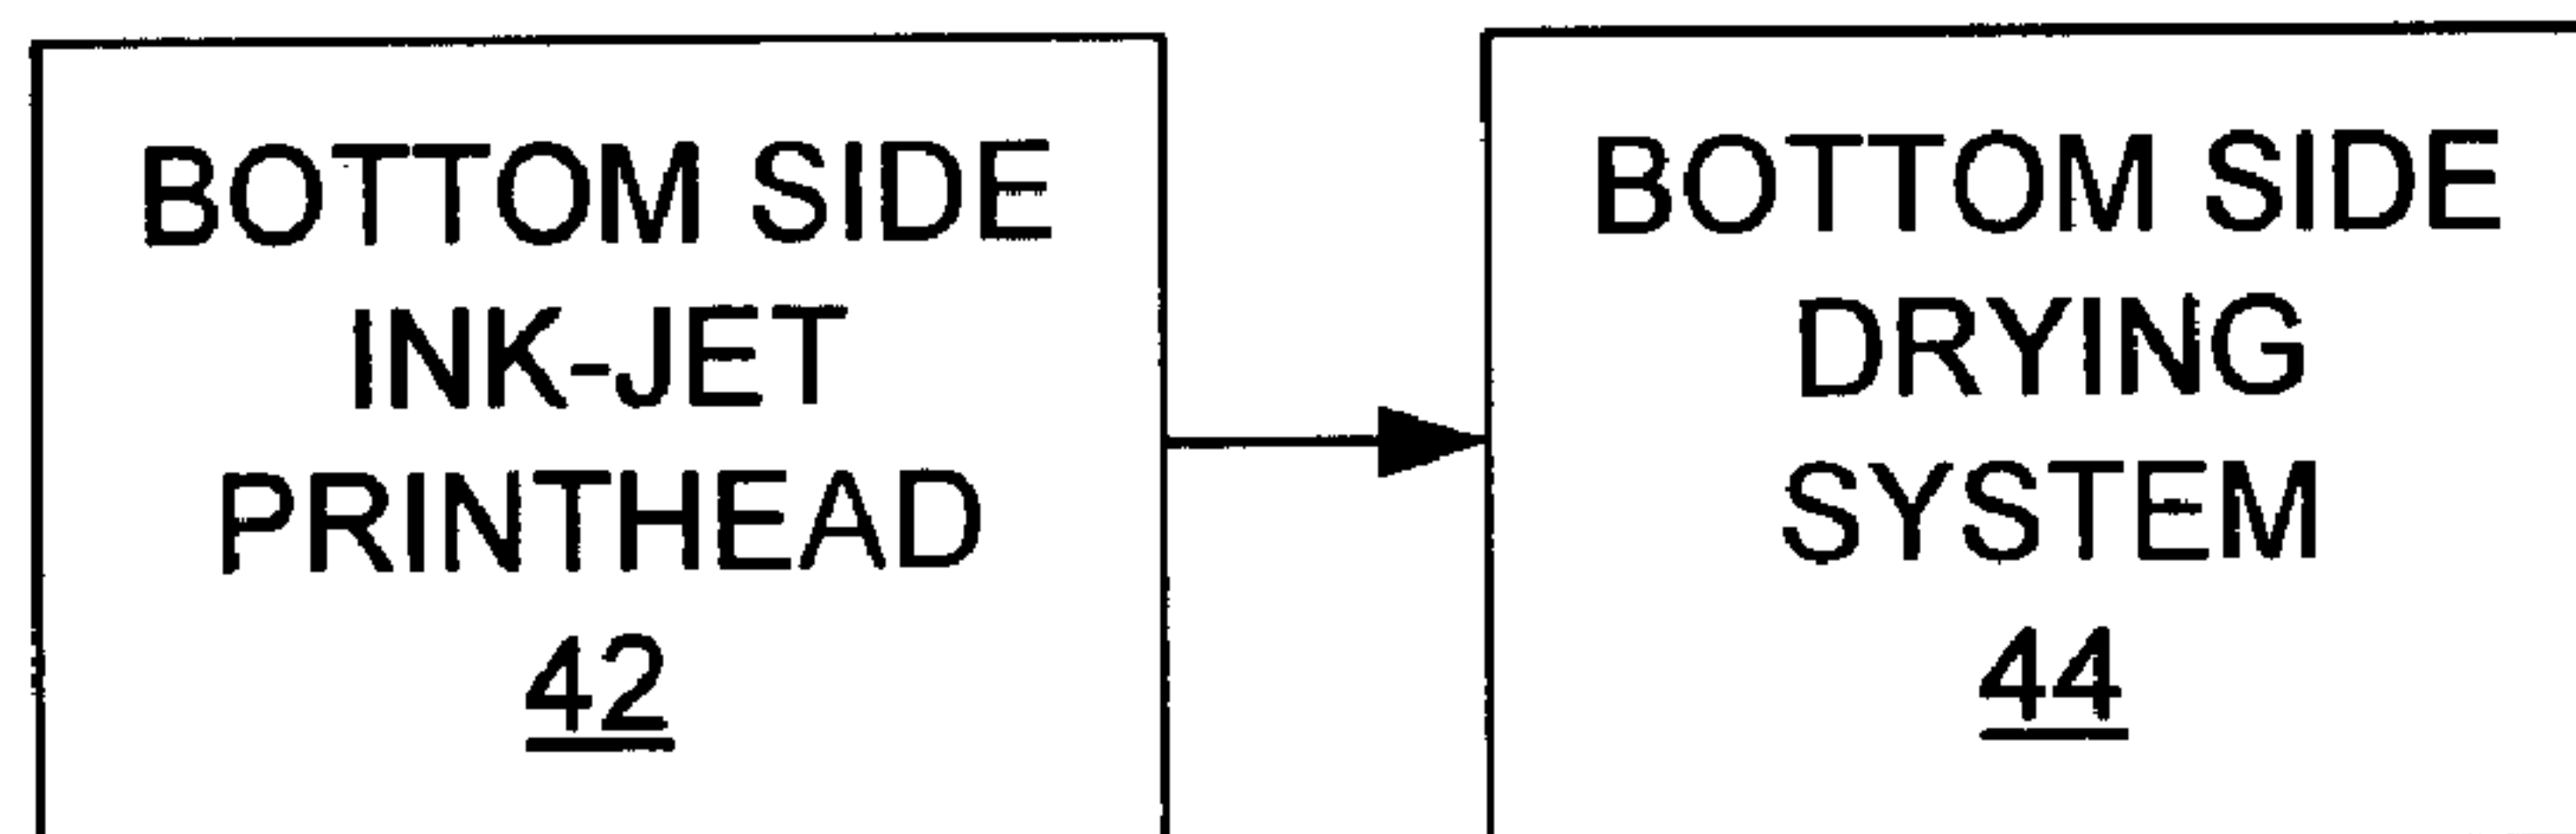 BOTTOM SIDE
INK-JET
PRINTHEAD
42
BOTTOM SIDE
DRYING
SYSTEM
44